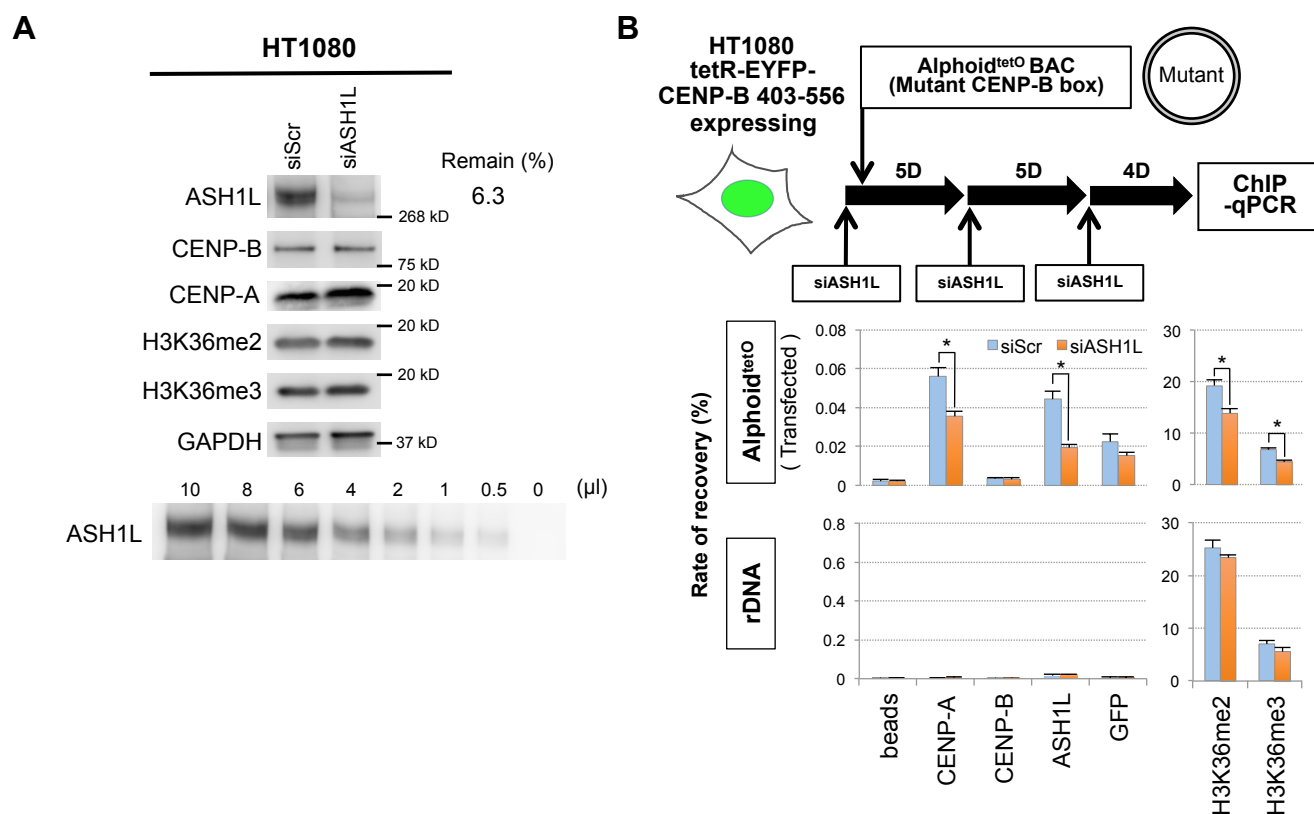 A
HT1080
siScr
siASH1L
Remain (%)
ASH1L
6.3
268 kD
CENP-B
75 kD
CENP-A
20 kD
H3K36me2
20 kD
H3K36me3
20 kD
GAPDH
37 kD
10 8 6 4 2 1 0.5 0 (μl)
ASH1L
B
HT1080
tetR-EYFP-
CENP-B 403-556
expressing
Alphoidtet​O BAC
(Mutant CENP-B box)
Mutant
5D
5D
4D
ChIP
-qPCR
siASH1L
siASH1L
siASH1L
Rate of recovery (%)
Alphoidtet​O
( Transfected )
0.08
0.06
0.04
0.02
0
siScr
siASH1L
*
*
30
20
10
0
*
*
rDNA
0.8
0.6
0.4
0.2
0
30
20
10
0
beads
CENP-A
CENP-B
ASH1L
GFP
H3K36me2
H3K36me3